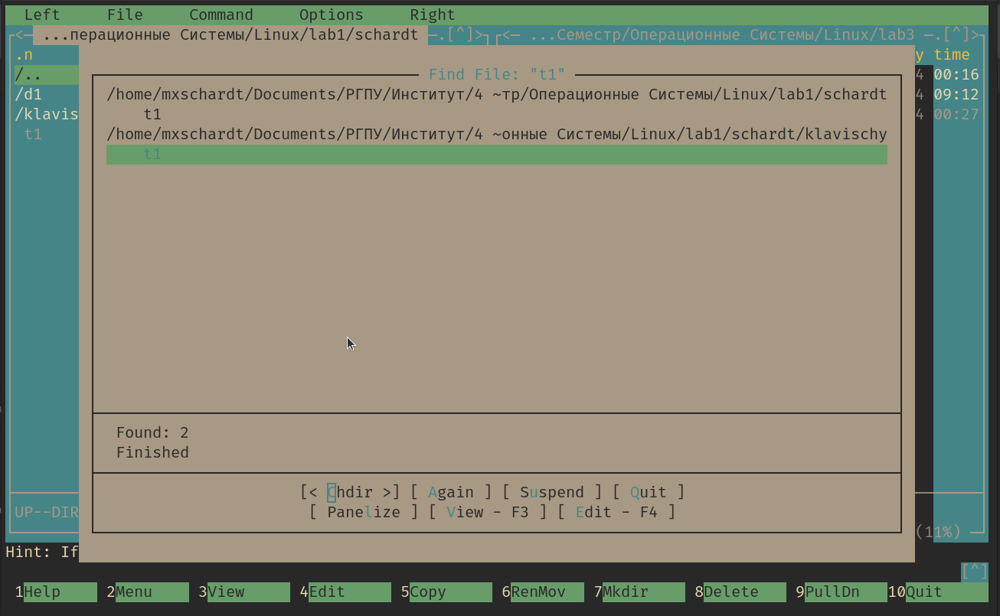 Left File Command Options Right
<— ...перационные Системы/Linux/lab1/schardt —.[^]> <— ...Семестр/Операционные Системы/Linux/lab3 —.[^]>
.n y time
/.. 4 00:16
/d1 4 09:12
/klavis 4 00:27
t1
Find File: "t1"
/home/mxschardt/Documents/РГПУ/Институт/4 ~тр/Операционные Системы/Linux/lab1/schardt
t1
/home/mxschardt/Documents/РГПУ/Институт/4 ~онные Системы/Linux/lab1/schardt/klavischy
t1
Found: 2
Finished
[< Chdir >] [ Again ] [ Suspend ] [ Quit ]
[ Panelize ] [ View - F3 ] [ Edit - F4 ]
UP--DIR
(11%)
Hint: If
[^]
1Help 2Menu 3View 4Edit 5Copy 6RenMov 7Mkdir 8Delete 9PullDn 10Quit